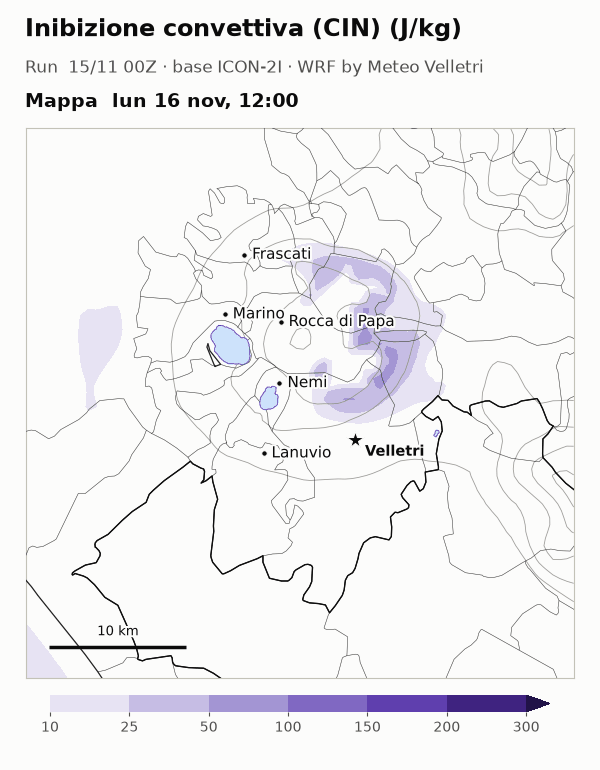 Inibizione convettiva (CIN) (J/kg)
Run  15/11 00Z · base ICON-2I · WRF by Meteo Velletri
Mappa  lun 16 nov, 12:00
Frascati
Marino
Rocca di Papa
Nemi
Velletri
Lanuvio
10 km
10 25 50 100 150 200 300